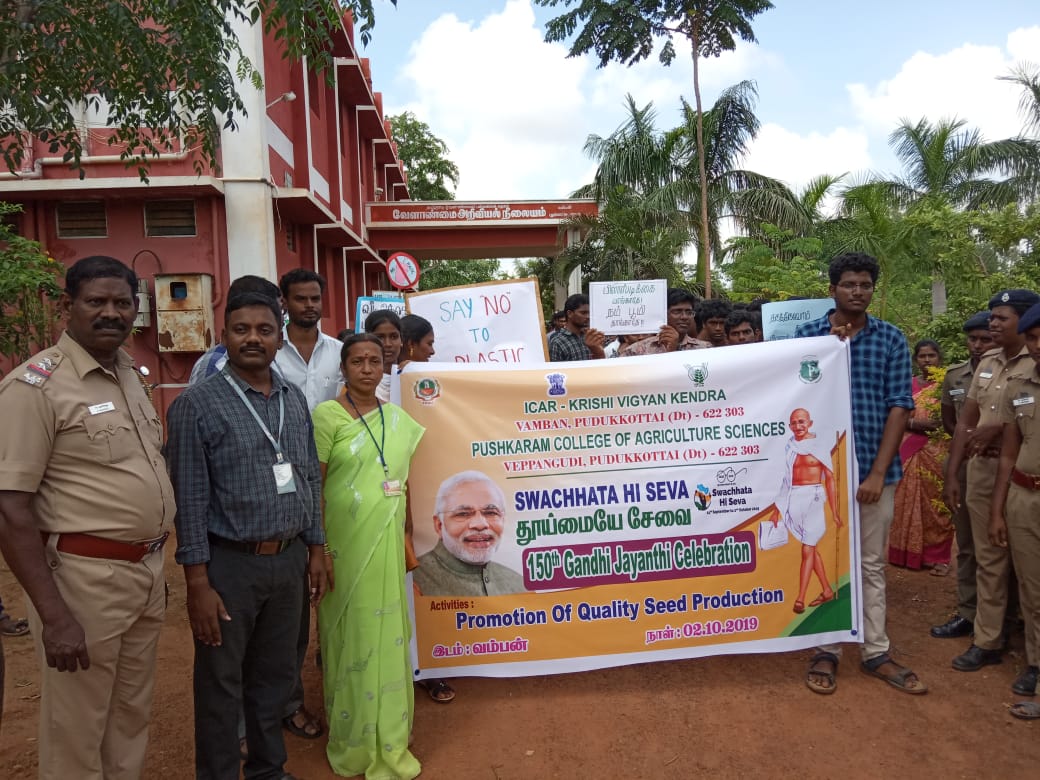 வேளாண்மை அறிவியல் நிலையம்
SAY "NO"
TO
PLASTIC
பிளாஸ்டிக்கை
வாங்காதே
நம் பூமி
தாங்காதே!
ICAR - KRISHI VIGYAN KENDRA
VAMBAN, PUDUKKOTTAI (Dt) - 622 303
PUSHKARAM COLLEGE OF AGRICULTURE SCIENCES
VEPPANGUDI, PUDUKKOTTAI (Dt) - 622 303
SWACHHATA HI SEVA
தூய்மையே சேவை
Swachhata
Hi Seva
150th Gandhi Jayanthi Celebration
Activities :
Promotion Of Quality Seed Production
இடம் : வம்பன்
நாள் : 02.10.2019